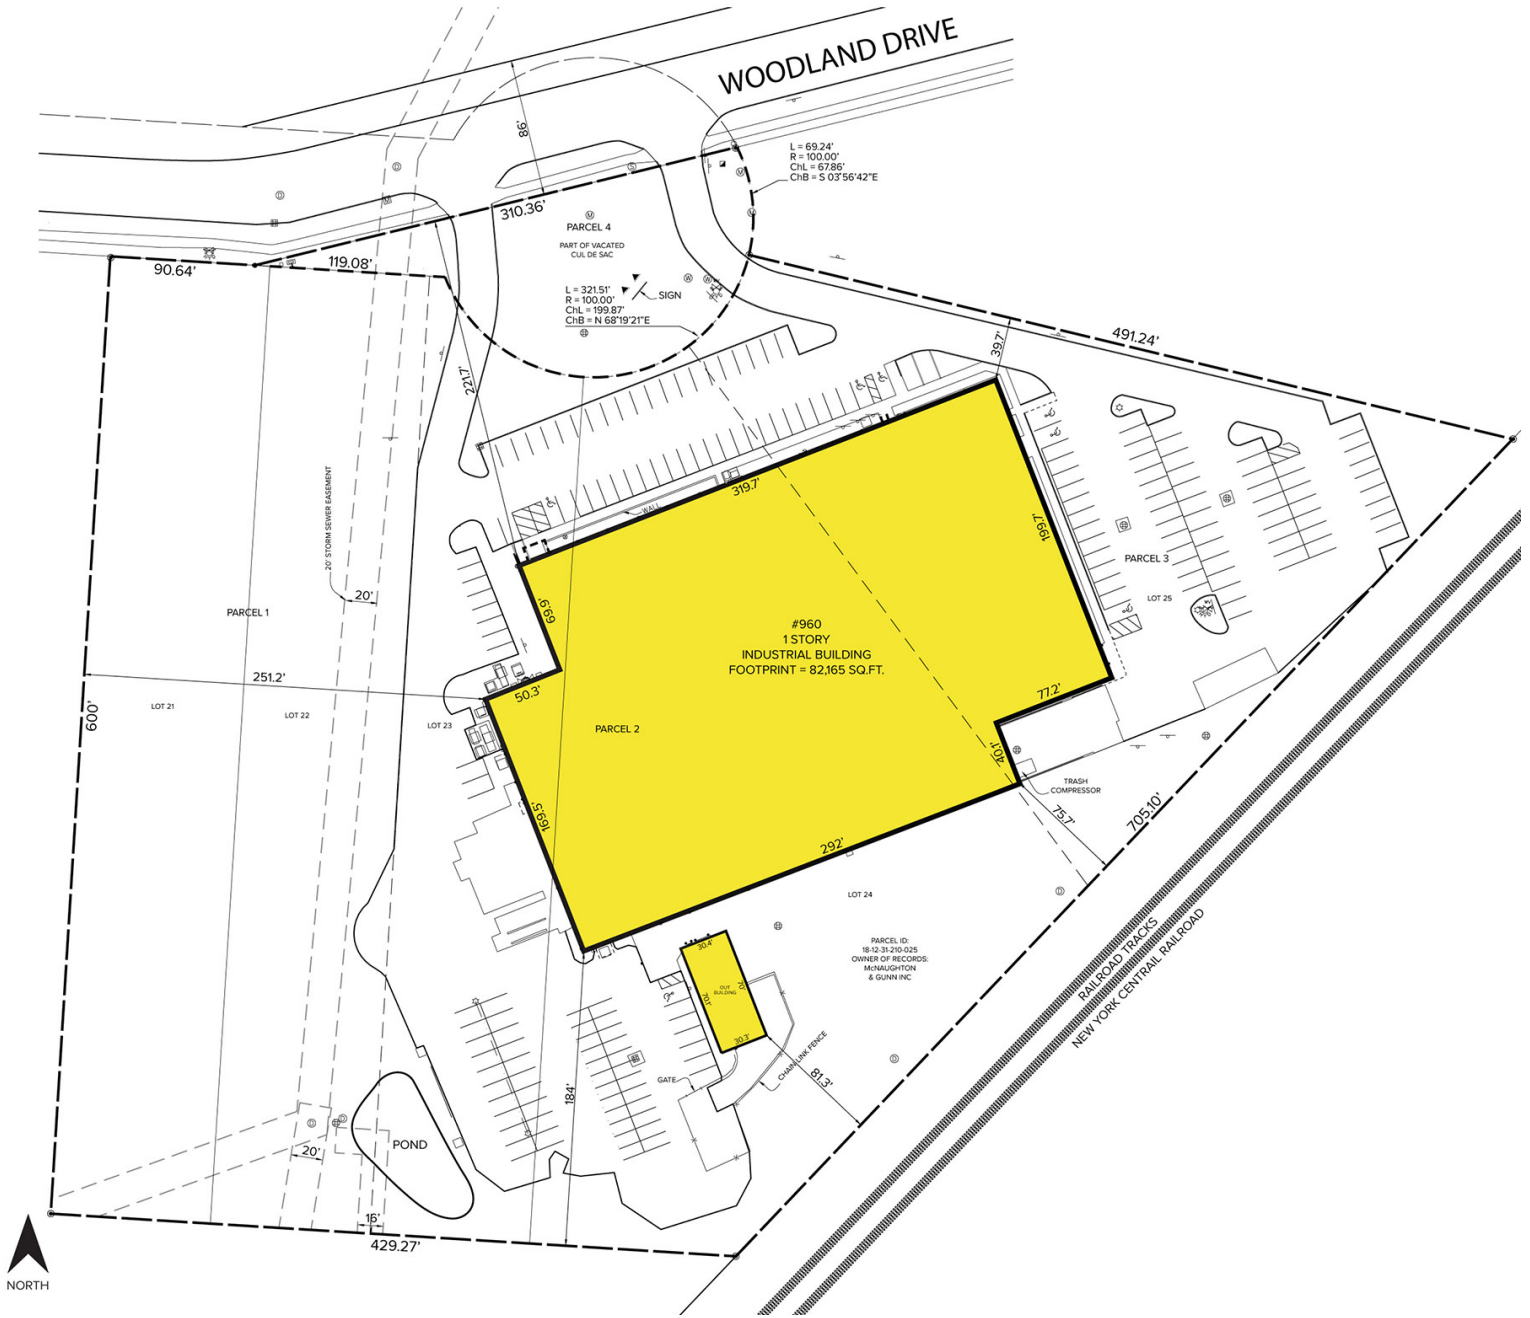 WOODLAND DRIVE
86'
L = 69.24'
R = 100.00'
ChL = 67.86'
ChB = S 03°56'42"E
310.36'
PARCEL 4
PART OF VACATED
CUL DE SAC
90.64'
119.08'
L = 321.51'
R = 100.00'
ChL = 199.87'
ChB = N 68°19'21"E
SIGN
491.24'
39.7'
221.7'
20' STORM SEWER EASEMENT
319.7'
WALL
199.7'
PARCEL 3
LOT 25
20'
PARCEL 1
69.9'
#960
1 STORY
INDUSTRIAL BUILDING
FOOTPRINT = 82,165 SQ.FT.
251.2'
50.3'
77.2'
600'
LOT 21
LOT 22
LOT 23
PARCEL 2
40.1'
TRASH
COMPRESSOR
169.5'
75.7'
705.10'
292'
LOT 24
PARCEL ID:
18-12-31-210-025
OWNER OF RECORDS:
McNAUGHTON
& GUNN INC
RAILROAD TRACKS
NEW YORK CENTRAIL RAILROAD
30.4'
OUT
BUILDING
70.1'
70'
30.3'
CHAIN LINK FENCE
GATE
81.3'
184'
POND
20'
16'
429.27'
NORTH